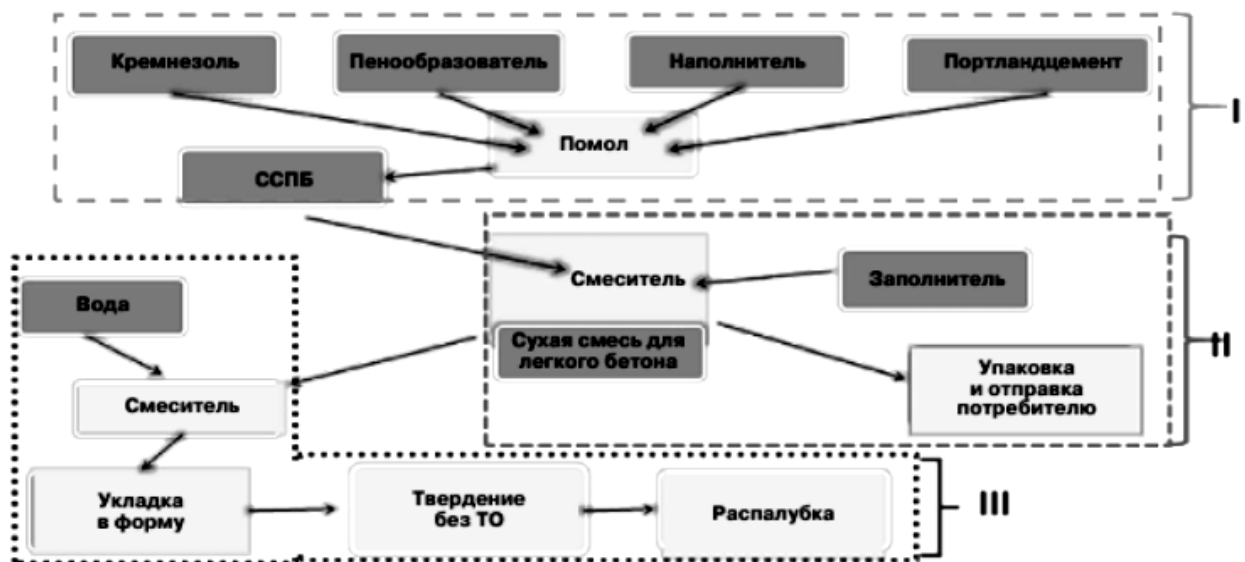 Кремнезоль
Пенообразователь
Наполнитель
Портландцемент
Помол
I
ССПБ
Смеситель
Заполнитель
Вода
Сухая смесь для
легкого бетона
Упаковка
и отправка
потребителю
II
Смеситель
Укладка
в форму
Твердение
без ТО
Распалубка
III